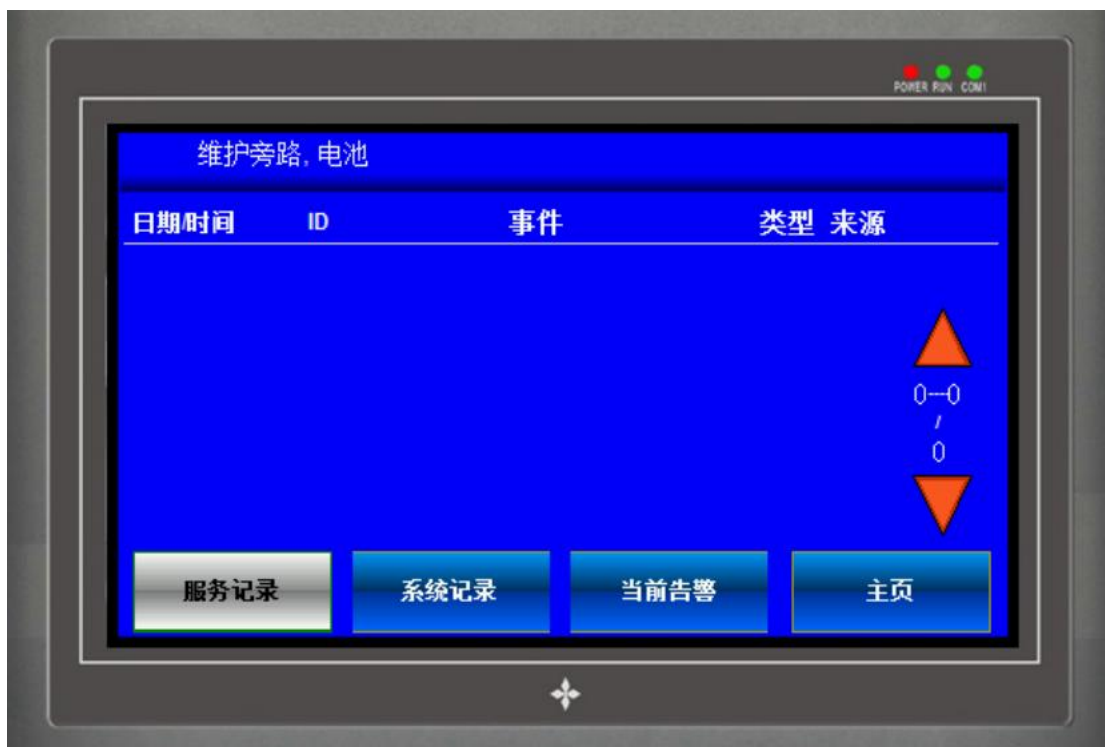 POWER RUN COM1
维护旁路, 电池
日期/时间 ID 事件 类型 来源
0---0
/
0
服务记录 系统记录 当前告警 主页